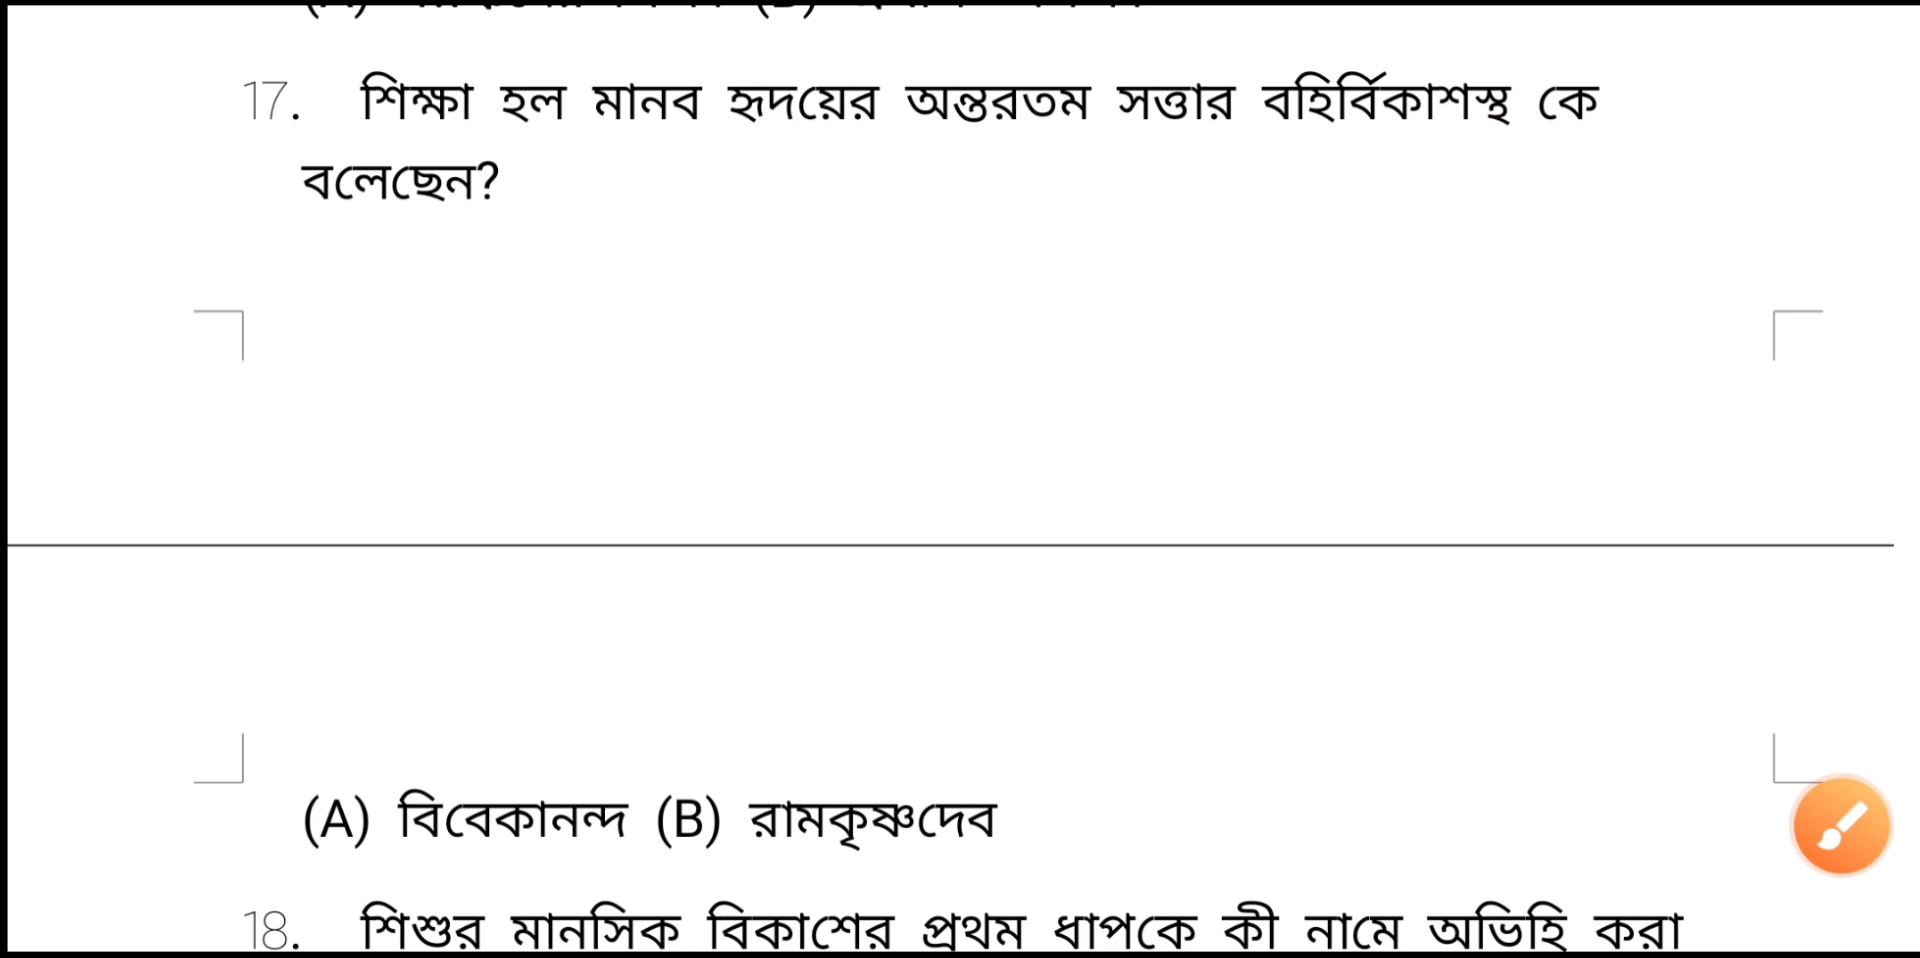 17. শিক্ষা হল মানব হৃদয়ের অন্তরতম সত্তার বহির্বিকাশস্থ কে
বলেছেন?
(A) বিবেকানন্দ (B) রামকৃষ্ণদেব
18. শিশুর মানসিক বিকাশের প্রথম ধাপকে কী নামে অভিহি করা